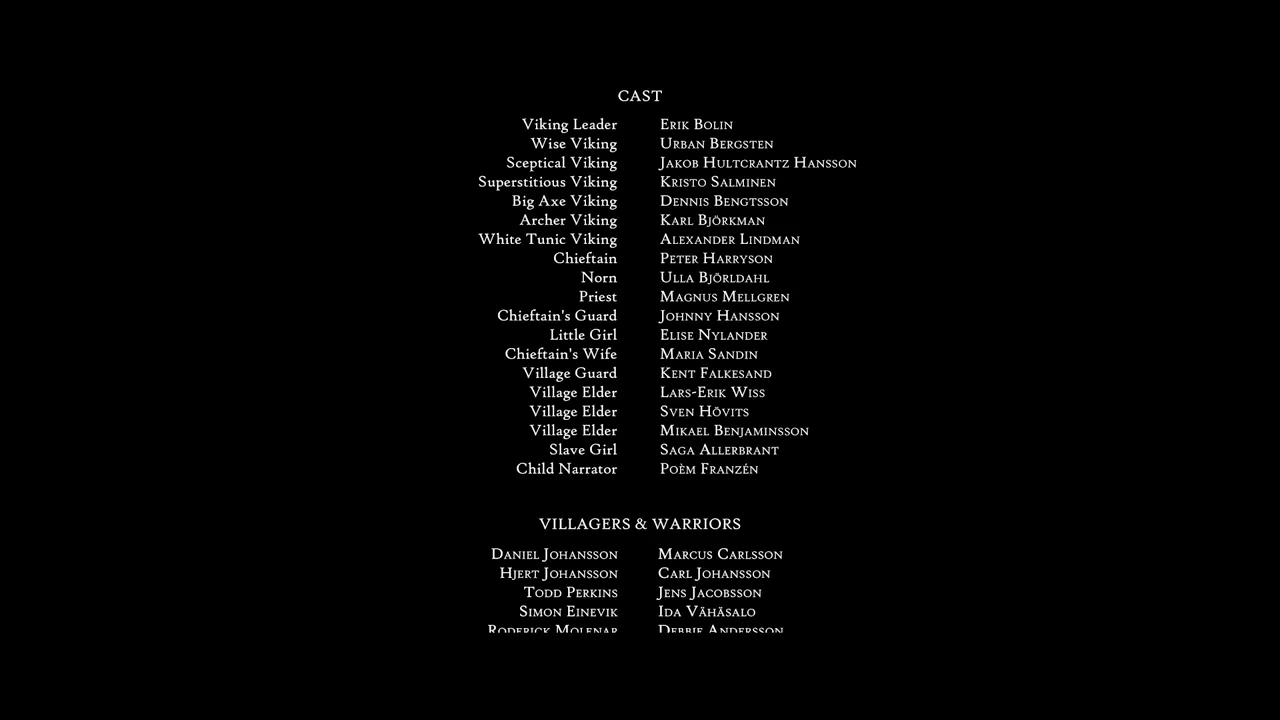 CAST
Viking Leader Erik Bolin
Wise Viking Urban Bergsten
Sceptical Viking Jakob Hultcrantz Hansson
Superstitious Viking Kristo Salminen
Big Axe Viking Dennis Bengtsson
Archer Viking Karl Björkman
White Tunic Viking Alexander Lindman
Chieftain Peter Harryson
Norn Ulla Björldahl
Priest Magnus Mellgren
Chieftain's Guard Johnny Hansson
Little Girl Elise Nylander
Chieftain's Wife Maria Sandin
Village Guard Kent Falkesand
Village Elder Lars-Erik Wiss
Village Elder Sven Hövits
Village Elder Mikael Benjaminsson
Slave Girl Saga Allerbrant
Child Narrator Poèm Franzén
VILLAGERS & WARRIORS
Daniel Johansson Marcus Carlsson
Hjert Johansson Carl Johansson
Todd Perkins Jens Jacobsson
Simon Einevik Ida Vähäsalo
Roderick Molenar Debbie Andersson